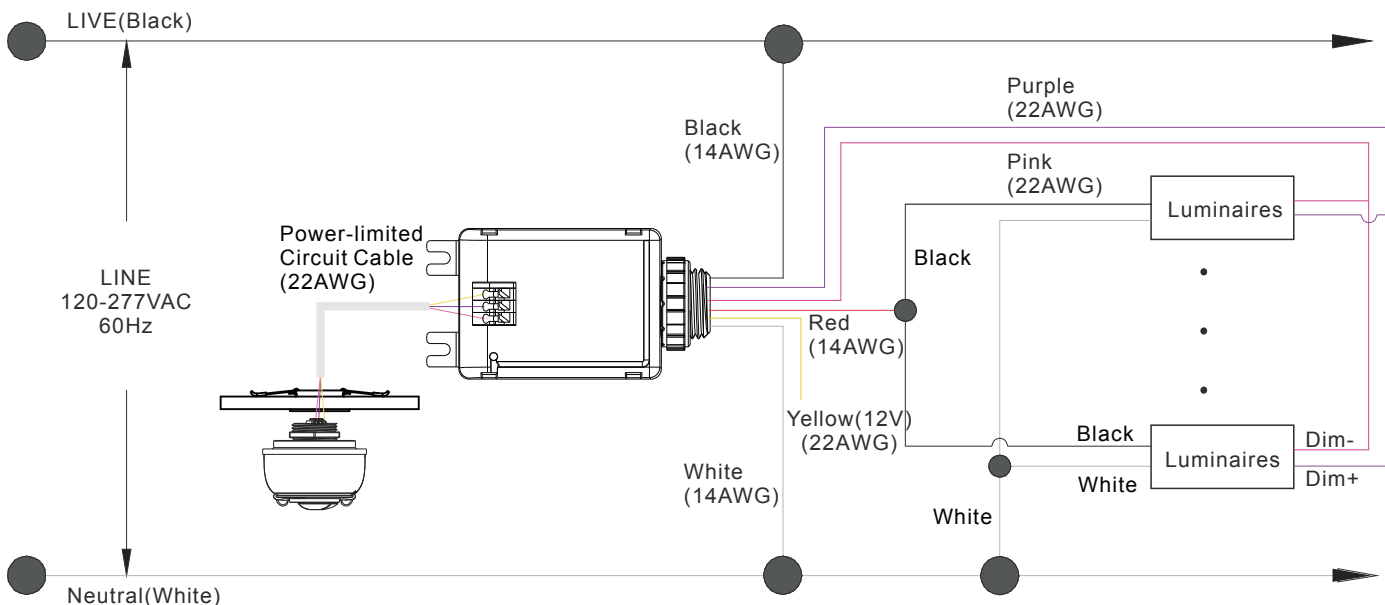 LIVE(Black)
Purple
(22AWG)
Black
(14AWG)
Pink
(22AWG)
Luminaires
Power-limited
Circuit Cable
(22AWG)
Black
LINE
120-277VAC
60Hz
Red
(14AWG)
Yellow(12V)
(22AWG)
Black
Luminaires
Dim-
Dim+
White
(14AWG)
White
White
Neutral(White)